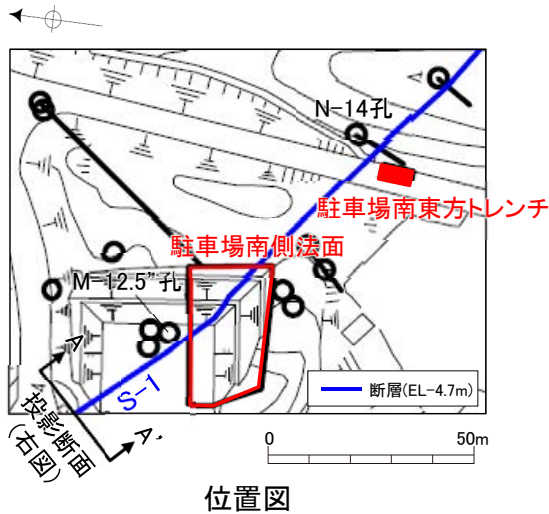 N-14孔
駐車場南東方トレンチ
駐車場南側法面
M-12.5”孔
A
S-1
断層(EL-4.7m)
投影断面
(右図)
A’
0 50m
位置図